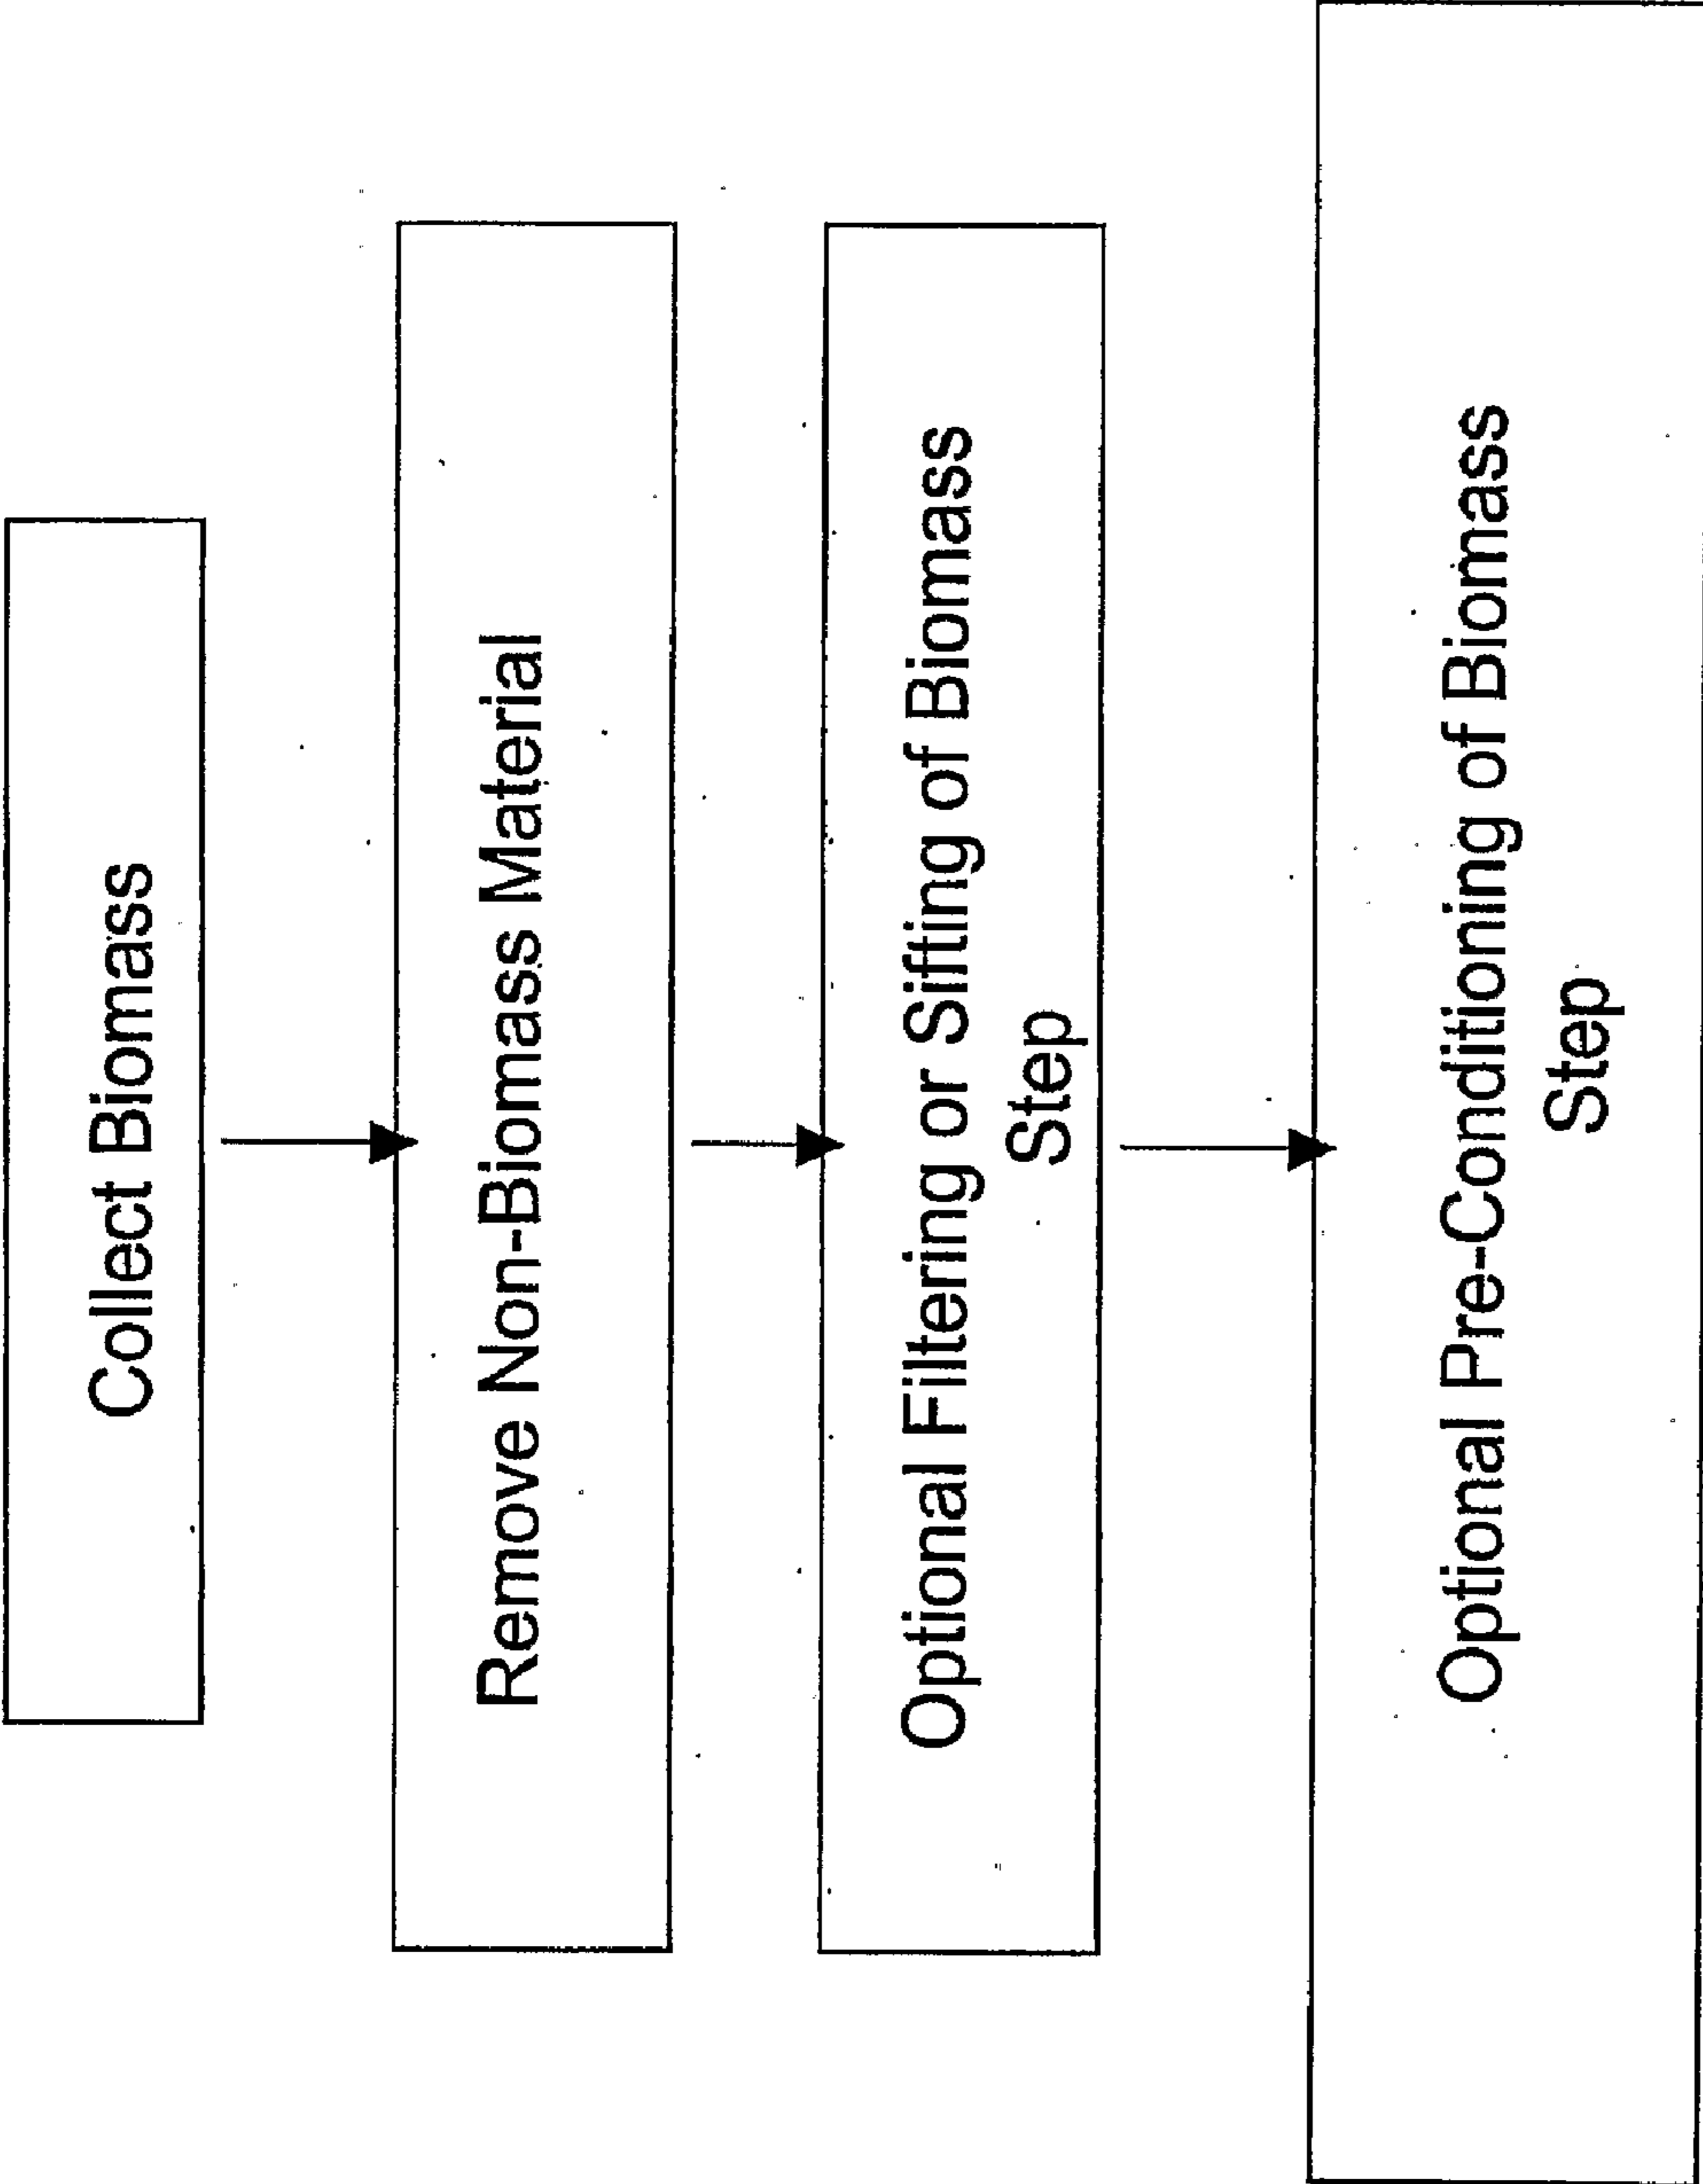 Collect Biomass
Remove Non-Biomass Material
Optional Filtering or Sifting of Biomass
Step
Optional Pre-Conditioning of Biomass
Step